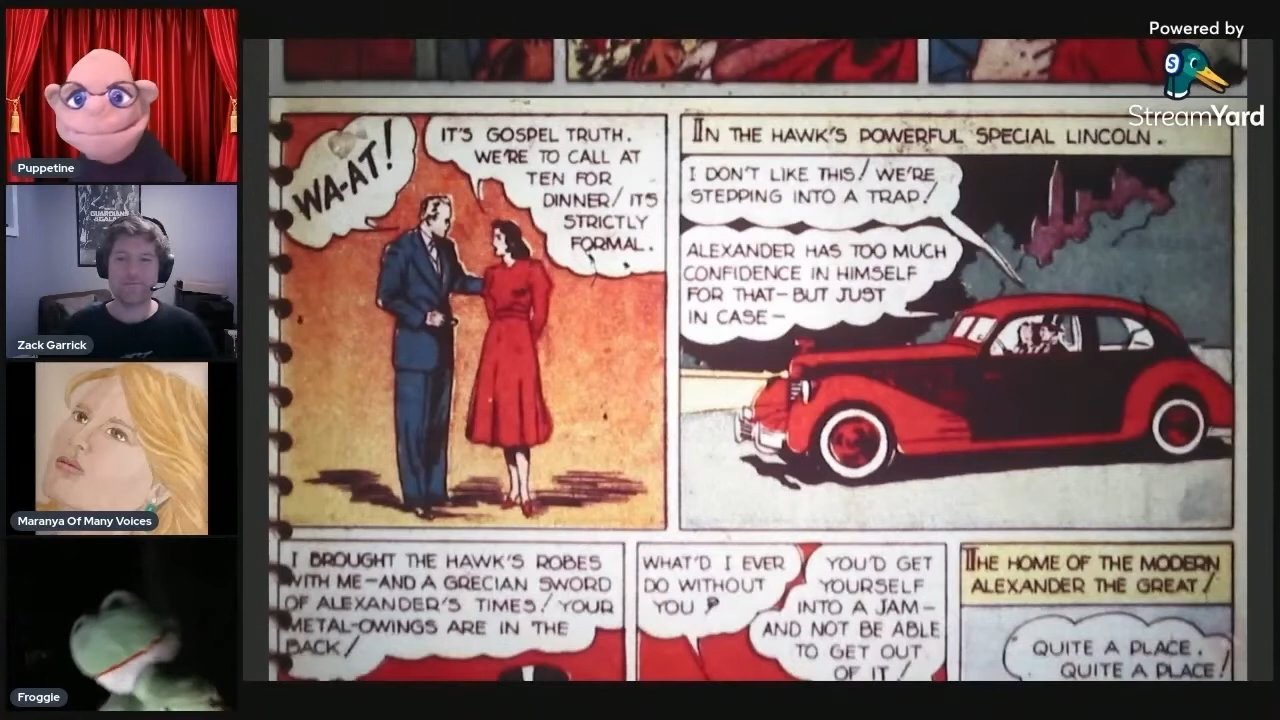 Powered by
StreamYard
Puppetine
GUARDIANS
GALAXY
Zack Garrick
Maranya Of Many Voices
Froggie
WA-AT!
IT'S GOSPEL TRUTH.
WE'RE TO CALL AT
TEN FOR
DINNER! ITS
STRICTLY
FORMAL.
IN THE HAWK'S POWERFUL SPECIAL LINCOLN.
I DON'T LIKE THIS! WE'RE
STEPPING INTO A TRAP!
ALEXANDER HAS TOO MUCH
CONFIDENCE IN HIMSELF
FOR THAT—BUT JUST
IN CASE—
I BROUGHT THE HAWK'S ROBES
WITH ME—AND A GRECIAN SWORD
OF ALEXANDER'S TIMES! YOUR
METAL-OWINGS ARE IN THE
BACK!
WHAT'D I EVER
DO WITHOUT
YOU?
YOU'D GET
YOURSELF
INTO A JAM—
AND NOT BE ABLE
TO GET OUT
OF IT!
THE HOME OF THE MODERN
ALEXANDER THE GREAT!
QUITE A PLACE.
QUITE A PLACE!